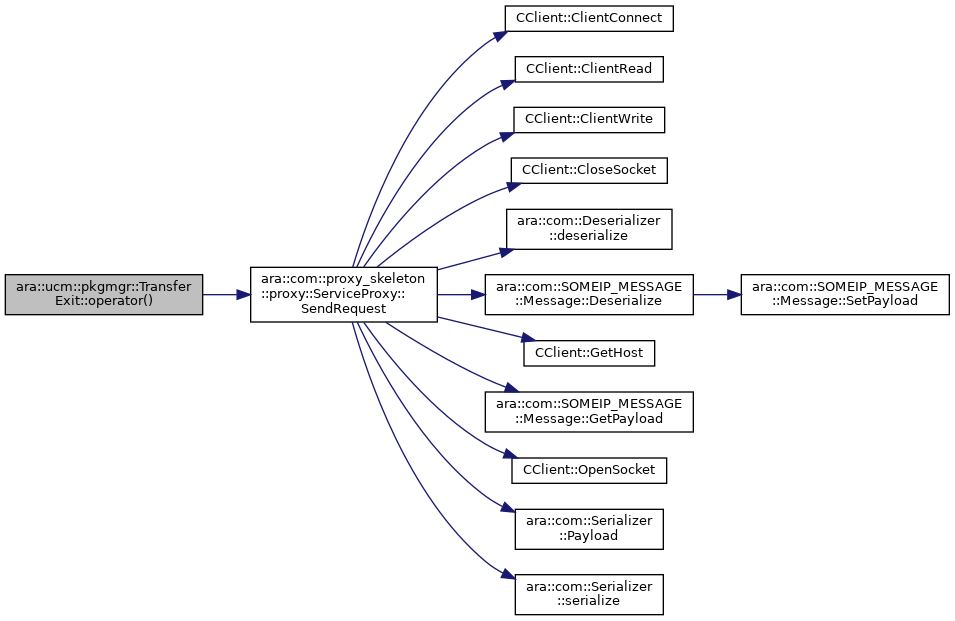 ara::ucm::pkgmgr::Transfer
Exit::operator()
ara::com::proxy_skeleton
::proxy::ServiceProxy::
SendRequest
CClient::ClientConnect
CClient::ClientRead
CClient::ClientWrite
CClient::CloseSocket
ara::com::Deserializer
::deserialize
ara::com::SOMEIP_MESSAGE
::Message::Deserialize
ara::com::SOMEIP_MESSAGE
::Message::SetPayload
CClient::GetHost
ara::com::SOMEIP_MESSAGE
::Message::GetPayload
CClient::OpenSocket
ara::com::Serializer
::Payload
ara::com::Serializer
::serialize